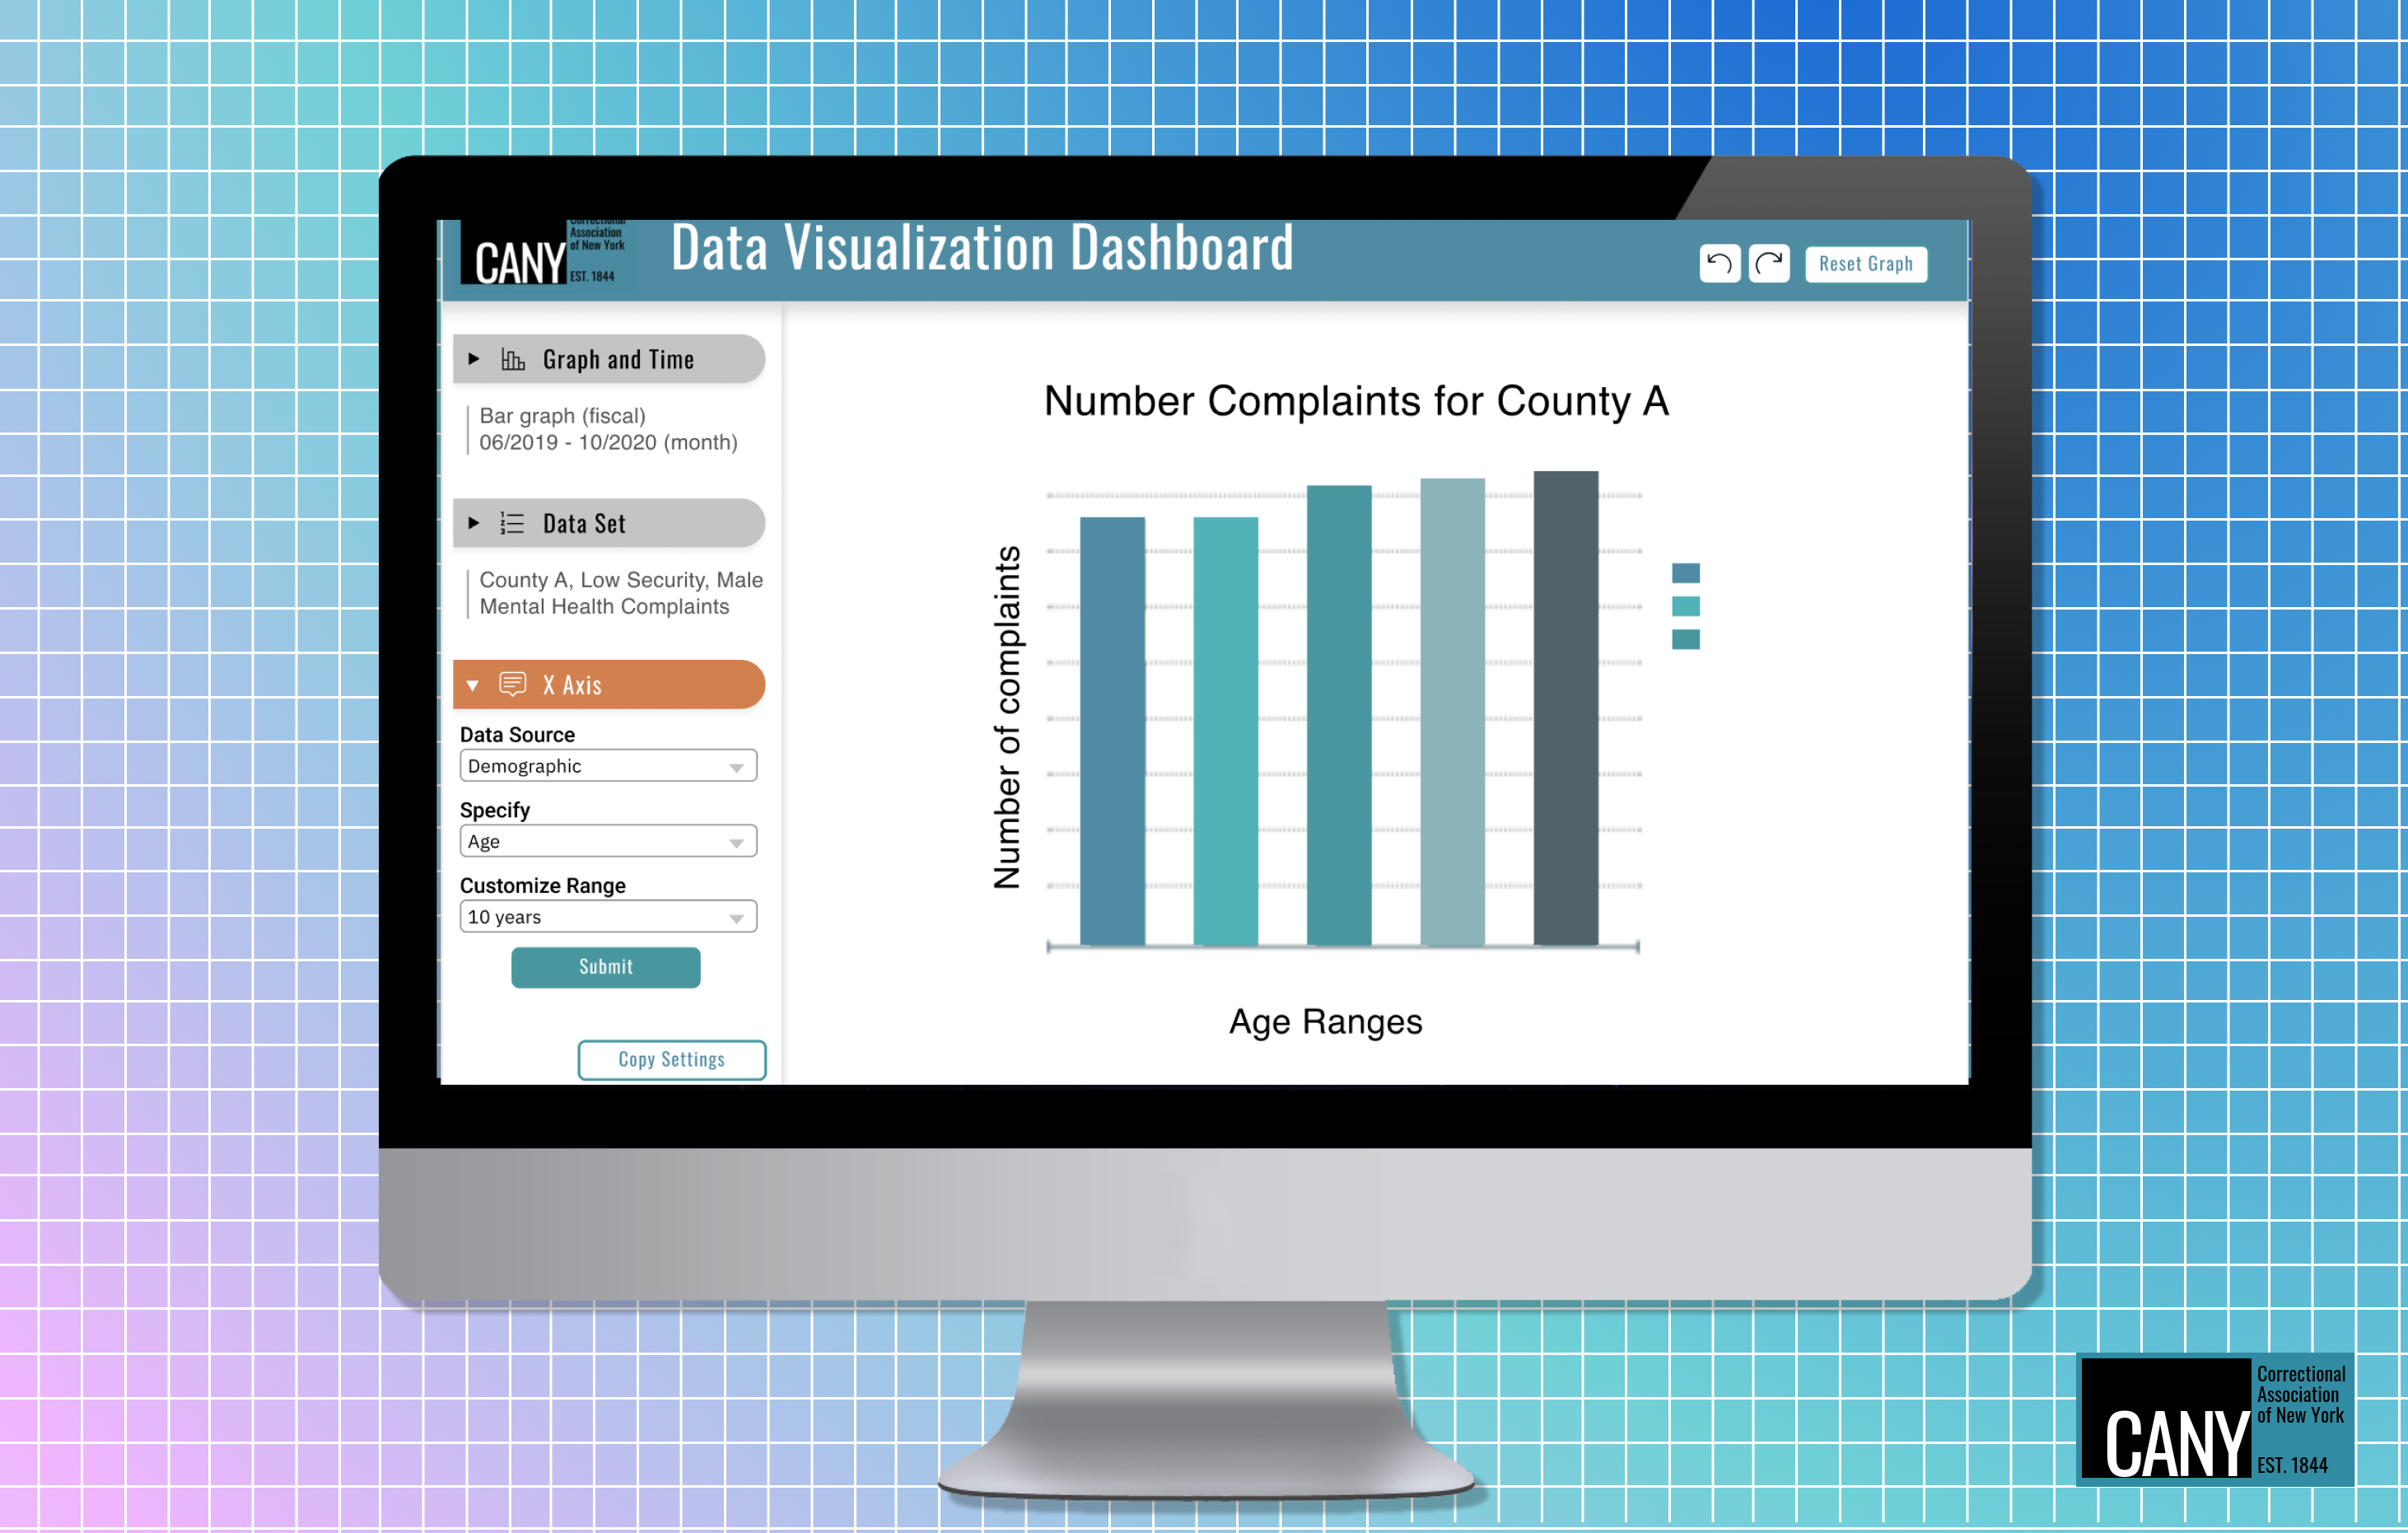 Correctional
Association
of New York
CANY
EST. 1844
Data Visualization Dashboard
Reset Graph
Graph and Time
Bar graph (fiscal)
06/2019 - 10/2020 (month)
Data Set
County A, Low Security, Male
Mental Health Complaints
X Axis
Data Source
Demographic
Specify
Age
Customize Range
10 years
Submit
Copy Settings
Number Complaints for County A
Number of complaints
Age Ranges
Correctional
Association
of New York
CANY
EST. 1844